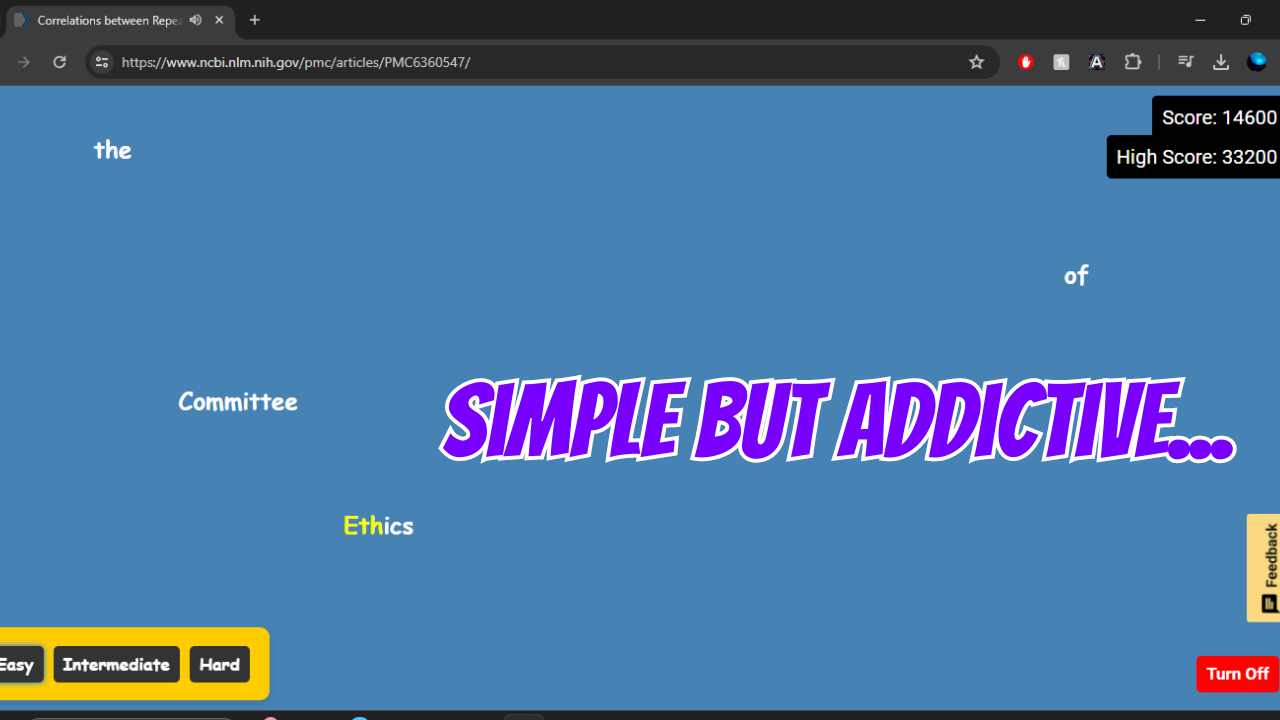 Correlations between Repea
https://www.ncbi.nlm.nih.gov/pmc/articles/PMC6360547/
Score: 14600
High Score: 33200
the
of
Committee
SIMPLE BUT ADDICTIVE...
Ethics
Feedback
Easy Intermediate Hard
Turn Off